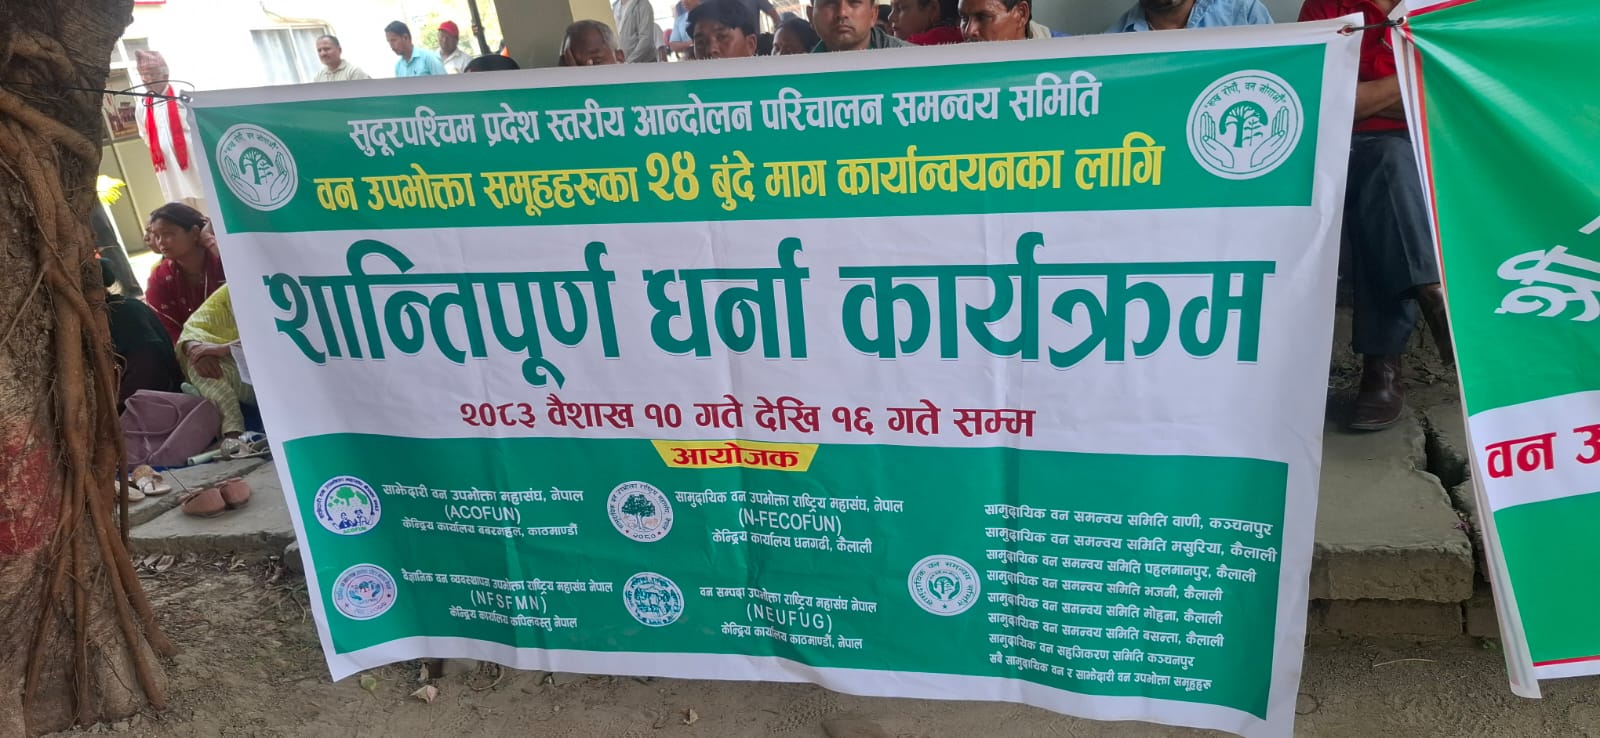 सुदूरपश्चिम प्रदेश स्तरीय आन्दोलन परिचालन समन्वय समिति
वन उपभोक्ता समूहहरुका २४ बुंदे माग कार्यान्वयनका लागि
"रूख रोपौं, वन जोगाऔं"
शान्तिपूर्ण धर्ना कार्यक्रम
२०८३ वैशाख १० गते देखि १६ गते सम्म
आयोजक
साझेदारी वन उपभोक्ता महासंघ, नेपाल
(ACOFUN)
केन्द्रिय कार्यालय बबरमहल, काठमाण्डौं
ACOFUN
सामुदायिक वन उपभोक्ता राष्ट्रिय महासंघ, नेपाल
(N-FECOFUN)
केन्द्रिय कार्यालय धनगढी, कैलाली
२०८०
वैज्ञानिक वन व्यवस्थापन उपभोक्ता राष्ट्रिय महासंघ नेपाल
(NFSFMN)
केन्द्रिय कार्यालय कपिलवस्तु नेपाल
वन सम्पदा उपभोक्ता राष्ट्रिय महासंघ नेपाल
(NEUFUG)
केन्द्रिय कार्यालय काठमाण्डौं, नेपाल
सामुदायिक वन समन्वय समिति वाणी, कञ्चनपुर
सामुदायिक वन समन्वय समिति मसुरिया, कैलाली
सामुदायिक वन समन्वय समिति पहलमानपुर, कैलाली
सामुदायिक वन समन्वय समिति भजनी, कैलाली
सामुदायिक वन समन्वय समिति मोहना, कैलाली
सामुदायिक वन समन्वय समिति बसन्ता, कैलाली
सामुदायिक वन सहजिकरण समिति कञ्चनपुर
सबै सामुदायिक वन र साझेदारी वन उपभोक्ता समूहहरु
वन